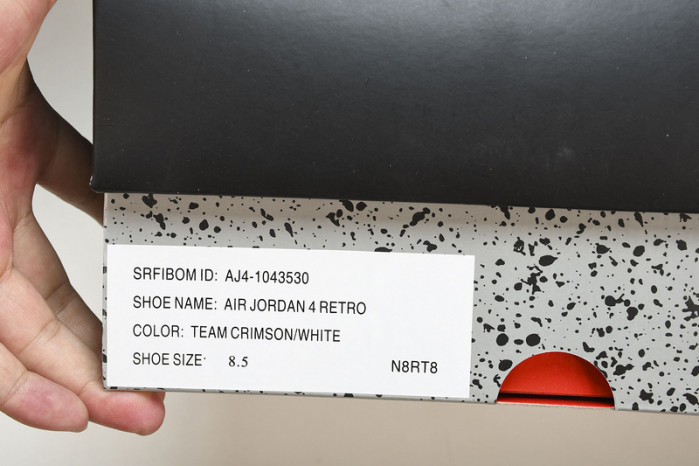 SRFIBOM ID: AJ4-1043530
SHOE NAME: AIR JORDAN 4 RETRO
COLOR: TEAM CRIMSON/WHITE
SHOE SIZE: 8.5 N8RT8